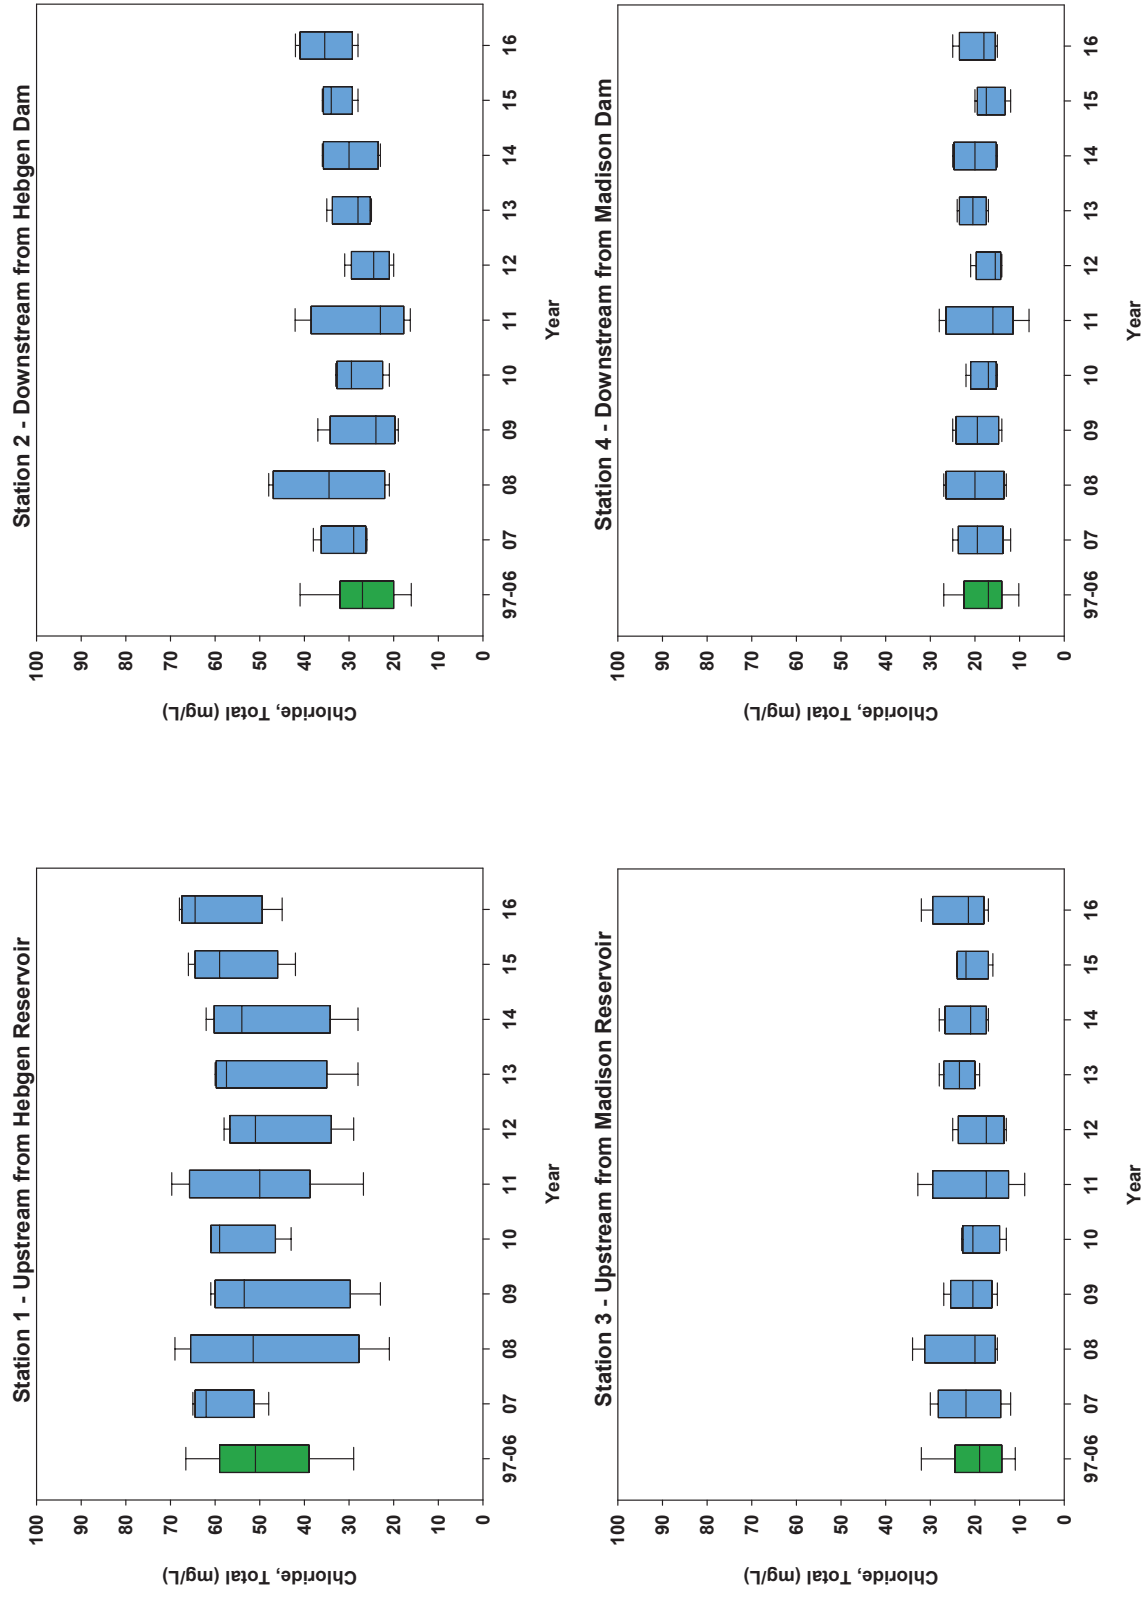 Station 1 - Upstream from Hebgen Reservoir
100
90
80
70
60
50
40
30
20
10
0
Chloride, Total (mg/L)
97-06 07 08 09 10 11 12 13 14 15 16
Year
Station 2 - Downstream from Hebgen Dam
100
90
80
70
60
50
40
30
20
10
0
Chloride, Total (mg/L)
97-06 07 08 09 10 11 12 13 14 15 16
Year
Station 3 - Upstream from Madison Reservoir
100
90
80
70
60
50
40
30
20
10
0
Chloride, Total (mg/L)
97-06 07 08 09 10 11 12 13 14 15 16
Year
Station 4 - Downstream from Madison Dam
100
90
80
70
60
50
40
30
20
10
0
Chloride, Total (mg/L)
97-06 07 08 09 10 11 12 13 14 15 16
Year